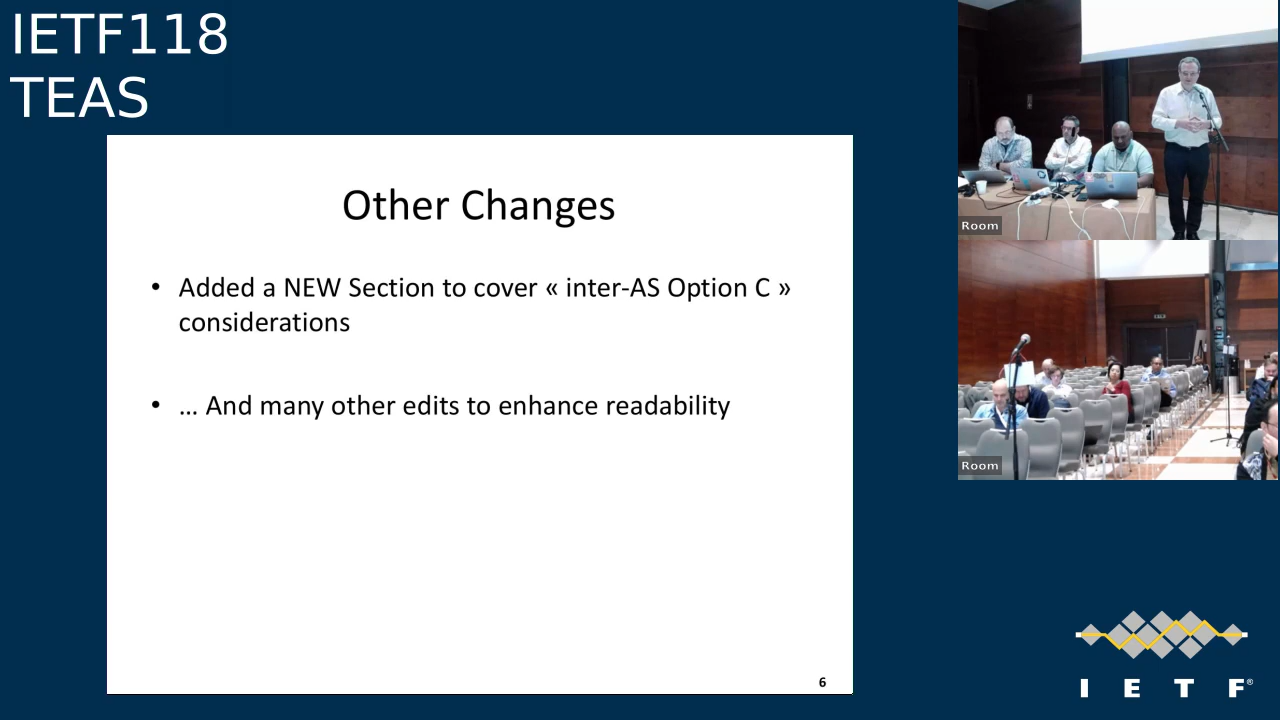 IETF118
TEAS
Other Changes
• Added a NEW Section to cover « inter-AS Option C »
considerations
• … And many other edits to enhance readability
6
Room
Room
I E T F®